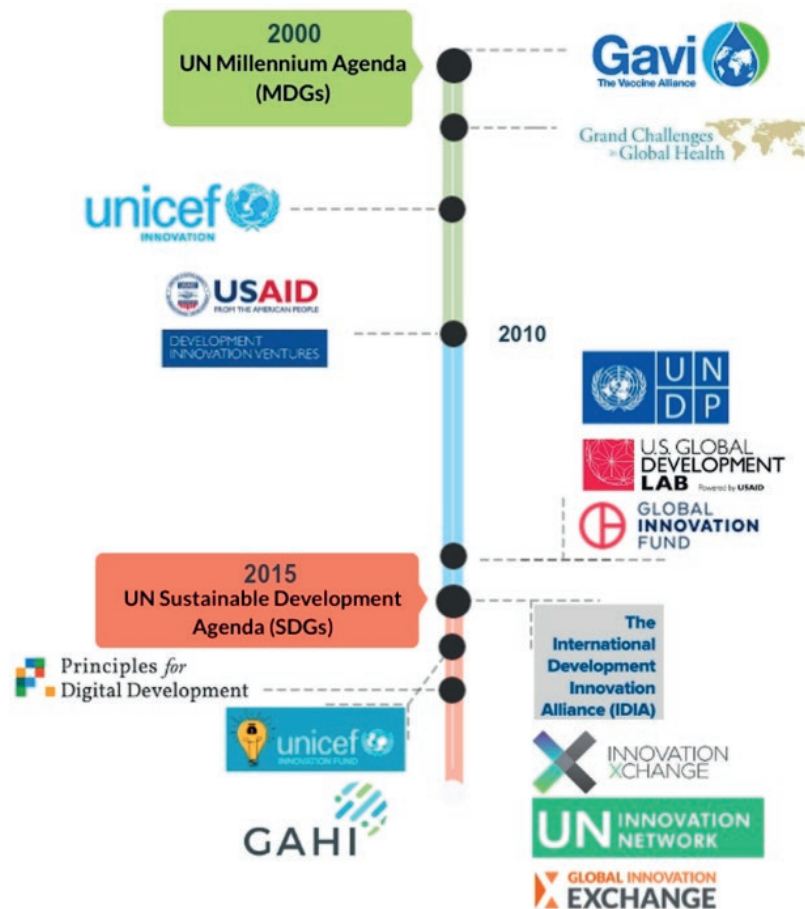 2000
UN Millennium Agenda
(MDGs)
Gavi
The Vaccine Alliance
Grand Challenges
in Global Health
unicef
INNOVATION
USAID
FROM THE AMERICAN PEOPLE
DEVELOPMENT
INNOVATION VENTURES
2010
U N
D P
U.S. GLOBAL
DEVELOPMENT
LAB Powered by USAID
GLOBAL
INNOVATION
FUND
2015
UN Sustainable Development
Agenda (SDGs)
The
International
Development
Innovation
Alliance (IDIA)
Principles for
Digital Development
unicef
INNOVATION FUND
INNOVATION
XCHANGE
GAHI
UN INNOVATION
NETWORK
GLOBAL INNOVATION
EXCHANGE